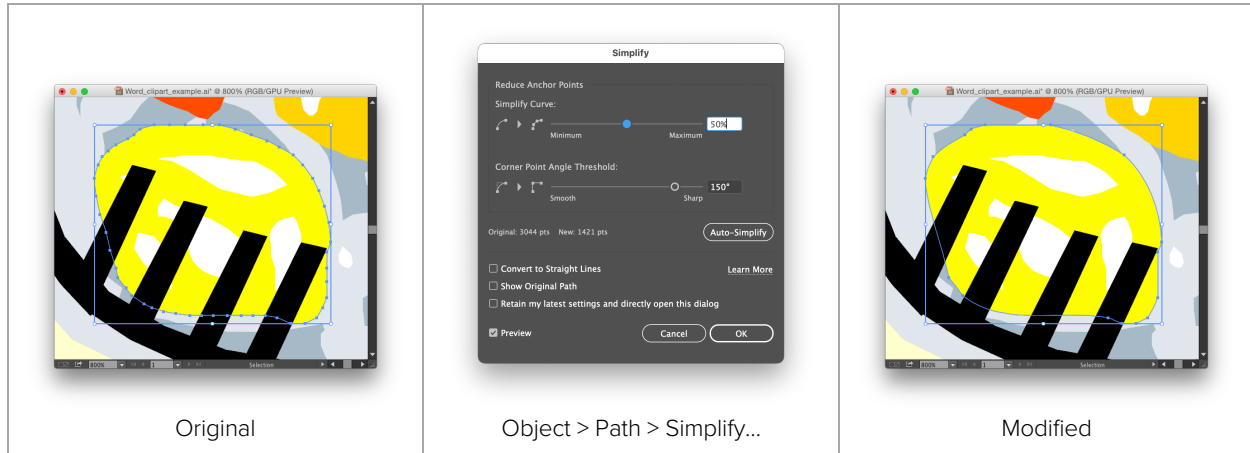 Word_clipart_example.ai* @ 800% (RGB/GPU Preview)
800%
1
Selection
Original
Simplify
Reduce Anchor Points
Simplify Curve:
50%
Minimum Maximum
Corner Point Angle Threshold:
150°
Smooth Sharp
Original: 3044 pts New: 1421 pts
Auto-Simplify
Convert to Straight Lines
Learn More
Show Original Path
Retain my latest settings and directly open this dialog
Preview
Cancel
OK
Object > Path > Simplify...
Word_clipart_example.ai* @ 800% (RGB/GPU Preview)
800%
1
Selection
Modified